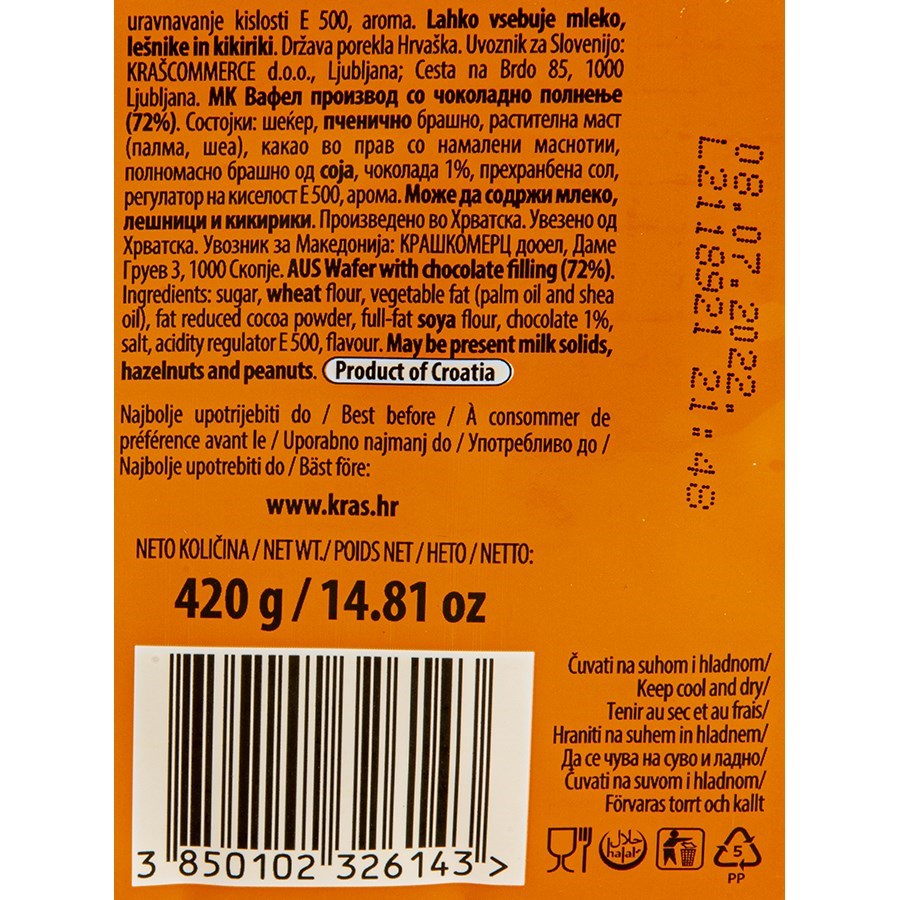 uravnavanje kislosti E 500, aroma. Lahko vsebuje mleko,
lešnike in kikiriki. Država porekla Hrvaška. Uvoznik za Slovenijo:
KRAŠCOMMERCE d.o.o., Ljubljana; Cesta na Brdo 85, 1000
Ljubljana. МК Вафел производ со чоколадно полнење
(72%). Состојки: шеќер, пченично брашно, растителна маст
(палма, шеа), какао во прав со намалени маснотии,
полномасно брашно од соја, чоколада 1%, прехранбена сол,
регулатор на киселост Е 500, арома. Може да содржи млеко,
лешници и кикирики. Произведено во Хрватска. Увезено од
Хрватска. Увозник за Македонија: КРАШКОМЕРЦ дооел, Даме
Груев 3, 1000 Скопје. AUS Wafer with chocolate filling (72%).
Ingredients: sugar, wheat flour, vegetable fat (palm oil and shea
oil), fat reduced cocoa powder, full-fat soya flour, chocolate 1%,
salt, acidity regulator E 500, flavour. May be present milk solids,
hazelnuts and peanuts. Product of Croatia
Najbolje upotrijebiti do / Best before / À consommer de
préférence avant le / Uporabno najmanj do / Употребливо до /
Najbolje upotrebiti do / Bäst före:
www.kras.hr
NETO KOLIČINA / NET WT./ POIDS NET / НЕТО / NETTO:
420 g / 14.81 oz
3 850102 326143 >
08.07.2022.
L3118921 21:48
Čuvati na suhom i hladnom/
Keep cool and dry/
Tenir au sec et au frais/
Hraniti na suhem in hladnem/
Да се чува на суво и ладно/
Čuvati na suvom i hladnom/
Förvaras torrt och kallt
حلال
halal
5
PP